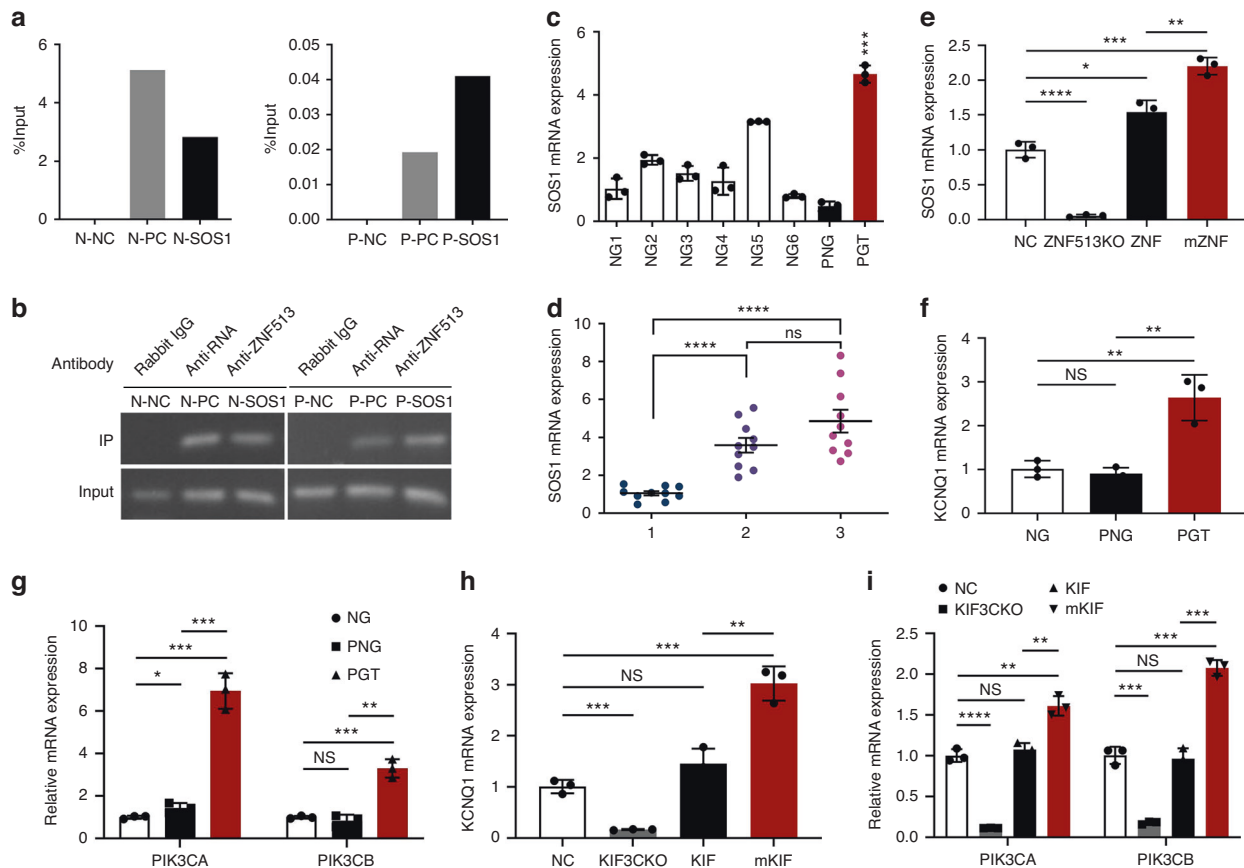 a
%Input
6
4
2
0
N-NC N-PC N-SOS1
%Input
0.05
0.04
0.03
0.02
0.01
0.00
P-NC P-PC P-SOS1
b
Antibody
Rabbit IgG Anti-RNA Anti-ZNF513 Rabbit IgG Anti-RNA Anti-ZNF513
N-NC N-PC N-SOS1 P-NC P-PC P-SOS1
IP
Input
c
SOS1 mRNA expression
6
4
2
0
***
NG1 NG2 NG3 NG4 NG5 NG6 PNG PGT
d
SOS1 mRNA expression
10
8
6
4
2
0
****
**** ns
1 2 3
e
SOS1 mRNA expression
2.5
2.0
1.5
1.0
0.5
0.0
**
***
*
****
NC ZNF513KO ZNF mZNF
f
KCNQ1 mRNA expression
4
3
2
1
0
**
**
NS
NG PNG PGT
g
Relative mRNA expression
10
8
6
4
2
0
NG
PNG
PGT
***
***
*
**
***
NS
PIK3CA PIK3CB
h
KCNQ1 mRNA expression
5
4
3
2
1
0
**
***
NS
***
NC KIF3CKO KIF mKIF
i
NC KIF
KIF3CKO mKIF
Relative mRNA expression
2.5
2.0
1.5
1.0
0.5
0.0
**
**
NS
****
***
***
NS
***
PIK3CA PIK3CB